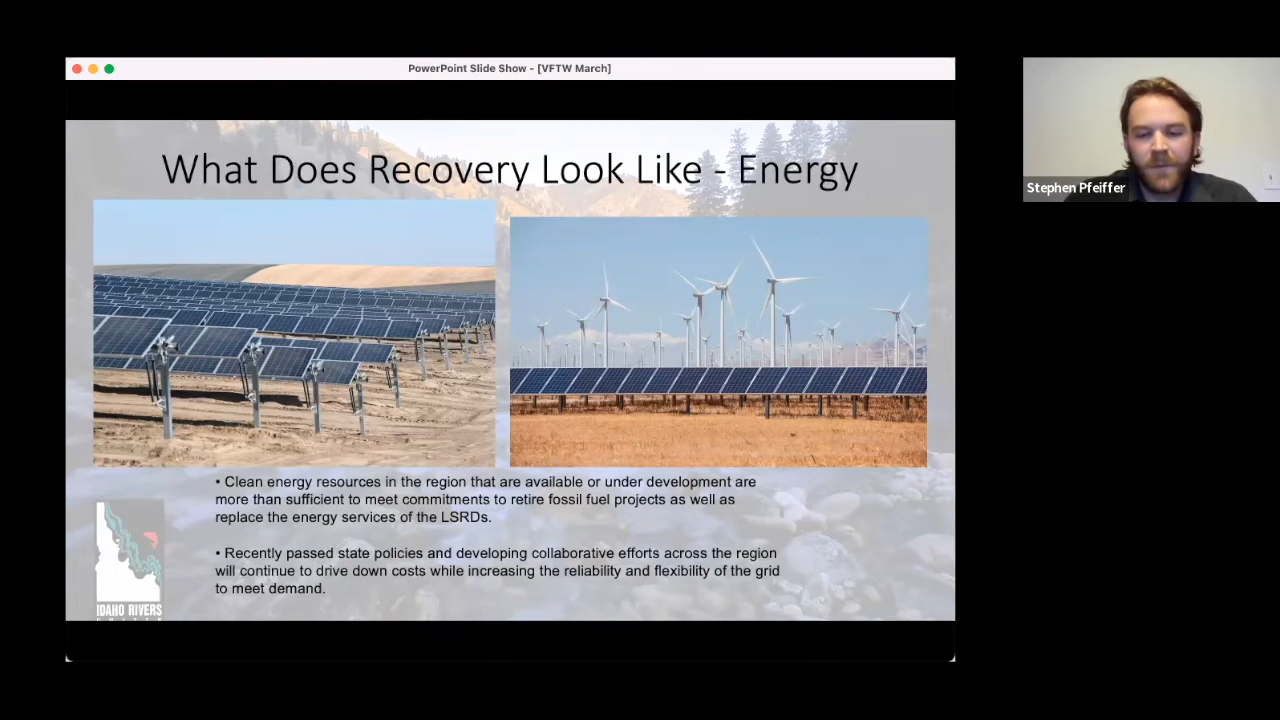 PowerPoint Slide Show - [VFTW March]
What Does Recovery Look Like - Energy
Stephen Pfeiffer
• Clean energy resources in the region that are available or under development are
more than sufficient to meet commitments to retire fossil fuel projects as well as
replace the energy services of the LSRDs.
• Recently passed state policies and developing collaborative efforts across the region
will continue to drive down costs while increasing the reliability and flexibility of the grid
to meet demand.
IDAHO RIVERS